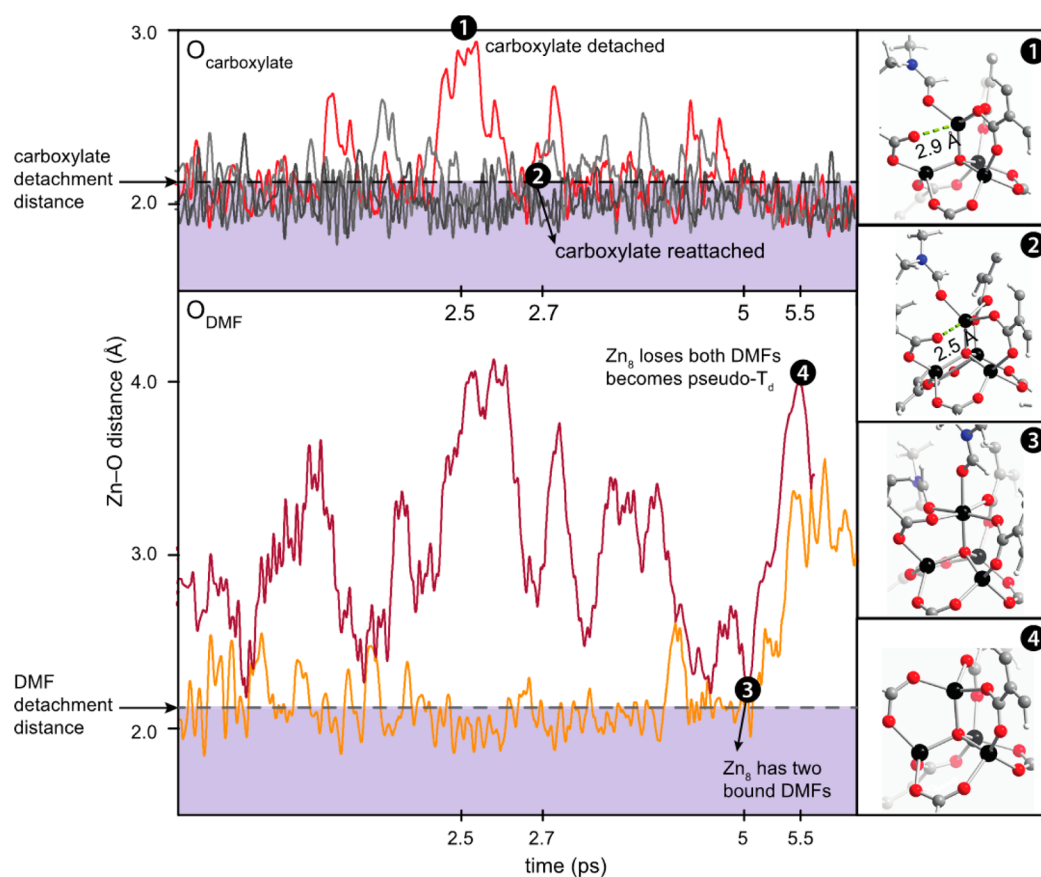 3.0
O carboxylate
1
carboxylate detached
carboxylate
detachment
distance
2.0
2
carboxylate reattached
2.5
2.7
5
5.5
O DMF
Zn–O distance (Å)
4.0
Zn8 loses both DMFs
becomes pseudo-Td
4
3.0
DMF
detachment
distance
2.0
3
Zn8 has two
bound DMFs
2.5
2.7
5
5.5
time (ps)
1
2.9 Å
2
2.5 Å
3
4